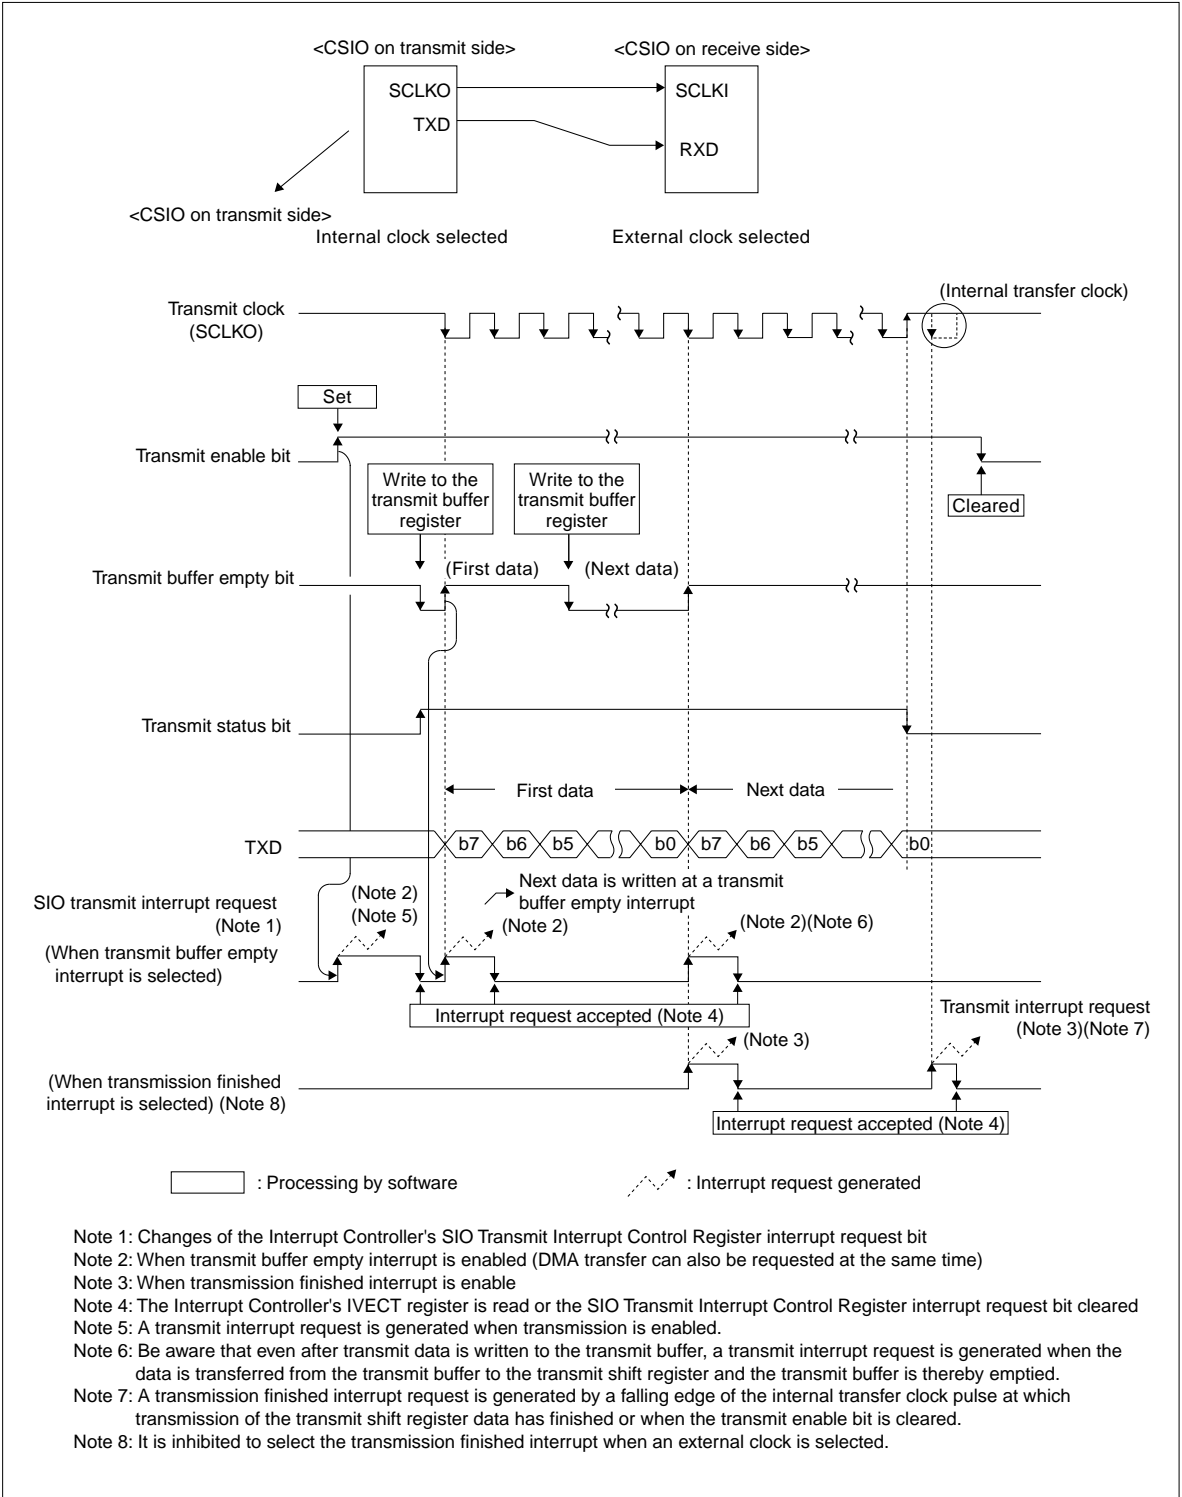 <CSIO on transmit side>
<CSIO on receive side>
SCLKO
SCLKI
TXD
RXD
<CSIO on transmit side>
Internal clock selected
External clock selected
(Internal transfer clock)
Transmit clock
(SCLKO)
Set
Transmit enable bit
Write to the
transmit buffer
register
Write to the
transmit buffer
register
Cleared
Transmit buffer empty bit
(First data)
(Next data)
Transmit status bit
First data
Next data
TXD
b7
b6
b5
b0
b7
b6
b5
b0
Next data is written at a transmit
buffer empty interrupt
SIO transmit interrupt request
(Note 1)
(When transmit buffer empty
interrupt is selected)
(Note 2)
(Note 5)
(Note 2)
(Note 2)(Note 6)
Interrupt request accepted (Note 4)
Transmit interrupt request
(Note 3)(Note 7)
(Note 3)
(When transmission finished
interrupt is selected) (Note 8)
Interrupt request accepted (Note 4)
: Processing by software
: Interrupt request generated
Note 1: Changes of the Interrupt Controller's SIO Transmit Interrupt Control Register interrupt request bit
Note 2: When transmit buffer empty interrupt is enabled (DMA transfer can also be requested at the same time)
Note 3: When transmission finished interrupt is enable
Note 4: The Interrupt Controller's IVECT register is read or the SIO Transmit Interrupt Control Register interrupt request bit cleared
Note 5: A transmit interrupt request is generated when transmission is enabled.
Note 6: Be aware that even after transmit data is written to the transmit buffer, a transmit interrupt request is generated when the
data is transferred from the transmit buffer to the transmit shift register and the transmit buffer is thereby emptied.
Note 7: A transmission finished interrupt request is generated by a falling edge of the internal transfer clock pulse at which
transmission of the transmit shift register data has finished or when the transmit enable bit is cleared.
Note 8: It is inhibited to select the transmission finished interrupt when an external clock is selected.